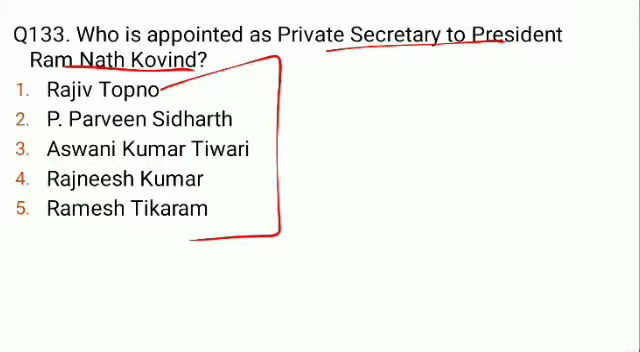 Q133. Who is appointed as Private Secretary to President
Ram Nath Kovind?
1. Rajiv Topno
2. P. Parveen Sidharth
3. Aswani Kumar Tiwari
4. Rajneesh Kumar
5. Ramesh Tikaram